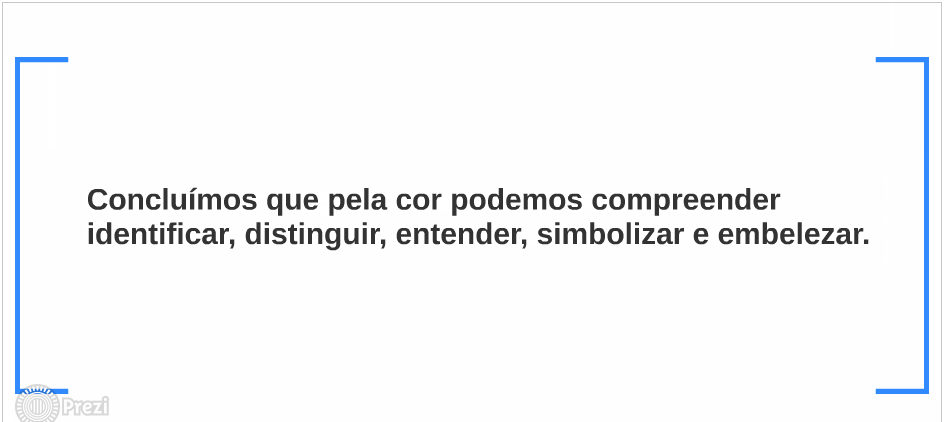 Concluímos que pela cor podemos compreender
identificar, distinguir, entender, simbolizar e embelezar.
Prezi